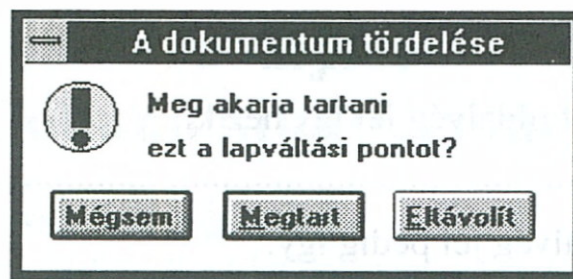 A dokumentum tördelése
Meg akarja tartani
ezt a lapváltási pontot?
Mégsem Megtart Eltávolít